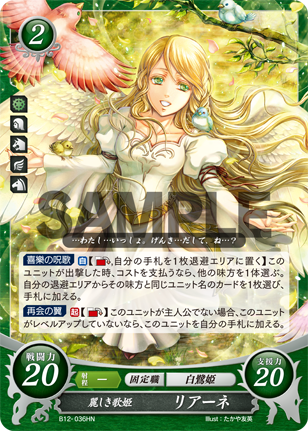 2
SAMPLE
…わたし…いっしょ。げんき…だして。ね…?
喜樂の呪歌 自 【自分の手札を1枚退避エリアに置く】この
ユニットが出撃した時、コストを支払うなら、他の味方を1体選ぶ。
自分の退避エリアからその味方と同じユニット名のカードを1枚選び、
手札に加える。
再会の翼 起 【】このユニットが主人公でない場合、このユニット
がレベルアップしていないなら、このユニットを自分の手札に加える。
戦闘力
20
射程
一
固定職
白鷺姫
支援力
20
麗しき歌姫 リアーネ
B12-036HN
Illust.:たかや友英